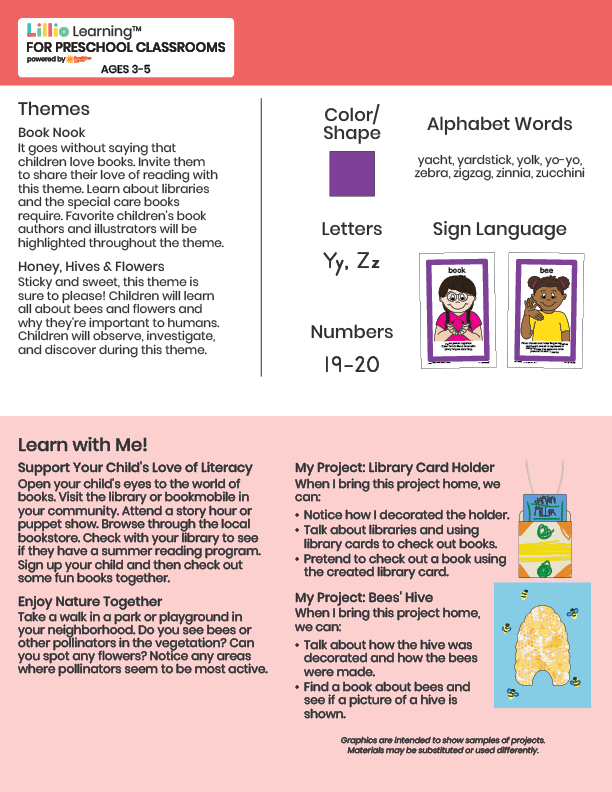 Lillio Learning™
FOR PRESCHOOL CLASSROOMS
powered by
AGES 3-5
Themes
Book Nook
It goes without saying that
children love books. Invite them
to share their love of reading with
this theme. Learn about libraries
and the special care books
require. Favorite children's book
authors and illustrators will be
highlighted throughout the theme.
Honey, Hives & Flowers
Sticky and sweet, this theme is
sure to please! Children will learn
all about bees and flowers and
why they're important to humans.
Children will observe, investigate,
and discover during this theme.
Color/
Shape
Letters
Yy, Zz
Numbers
19-20
Alphabet Words
yacht, yardstick, yolk, yo-yo,
zebra, zigzag, zinnia, zucchini
Sign Language
book
bee
Learn with Me!
Support Your Child's Love of Literacy
Open your child's eyes to the world of
books. Visit the library or bookmobile in
your community. Attend a story hour or
puppet show. Browse through the local
bookstore. Check with your library to see
if they have a summer reading program.
Sign up your child and then check out
some fun books together.
Enjoy Nature Together
Take a walk in a park or playground in
your neighborhood. Do you see bees or
other pollinators in the vegetation? Can
you spot any flowers? Notice any areas
where pollinators seem to be most active.
My Project: Library Card Holder
When I bring this project home, we
can:
• Notice how I decorated the holder.
• Talk about libraries and using
library cards to check out books.
• Pretend to check out a book using
the created library card.
My Project: Bees' Hive
When I bring this project home,
we can:
• Talk about how the hive was
decorated and how the bees
were made.
• Find a book about bees and
see if a picture of a hive is
shown.
Graphics are intended to show samples of projects.
Materials may be substituted or used differently.